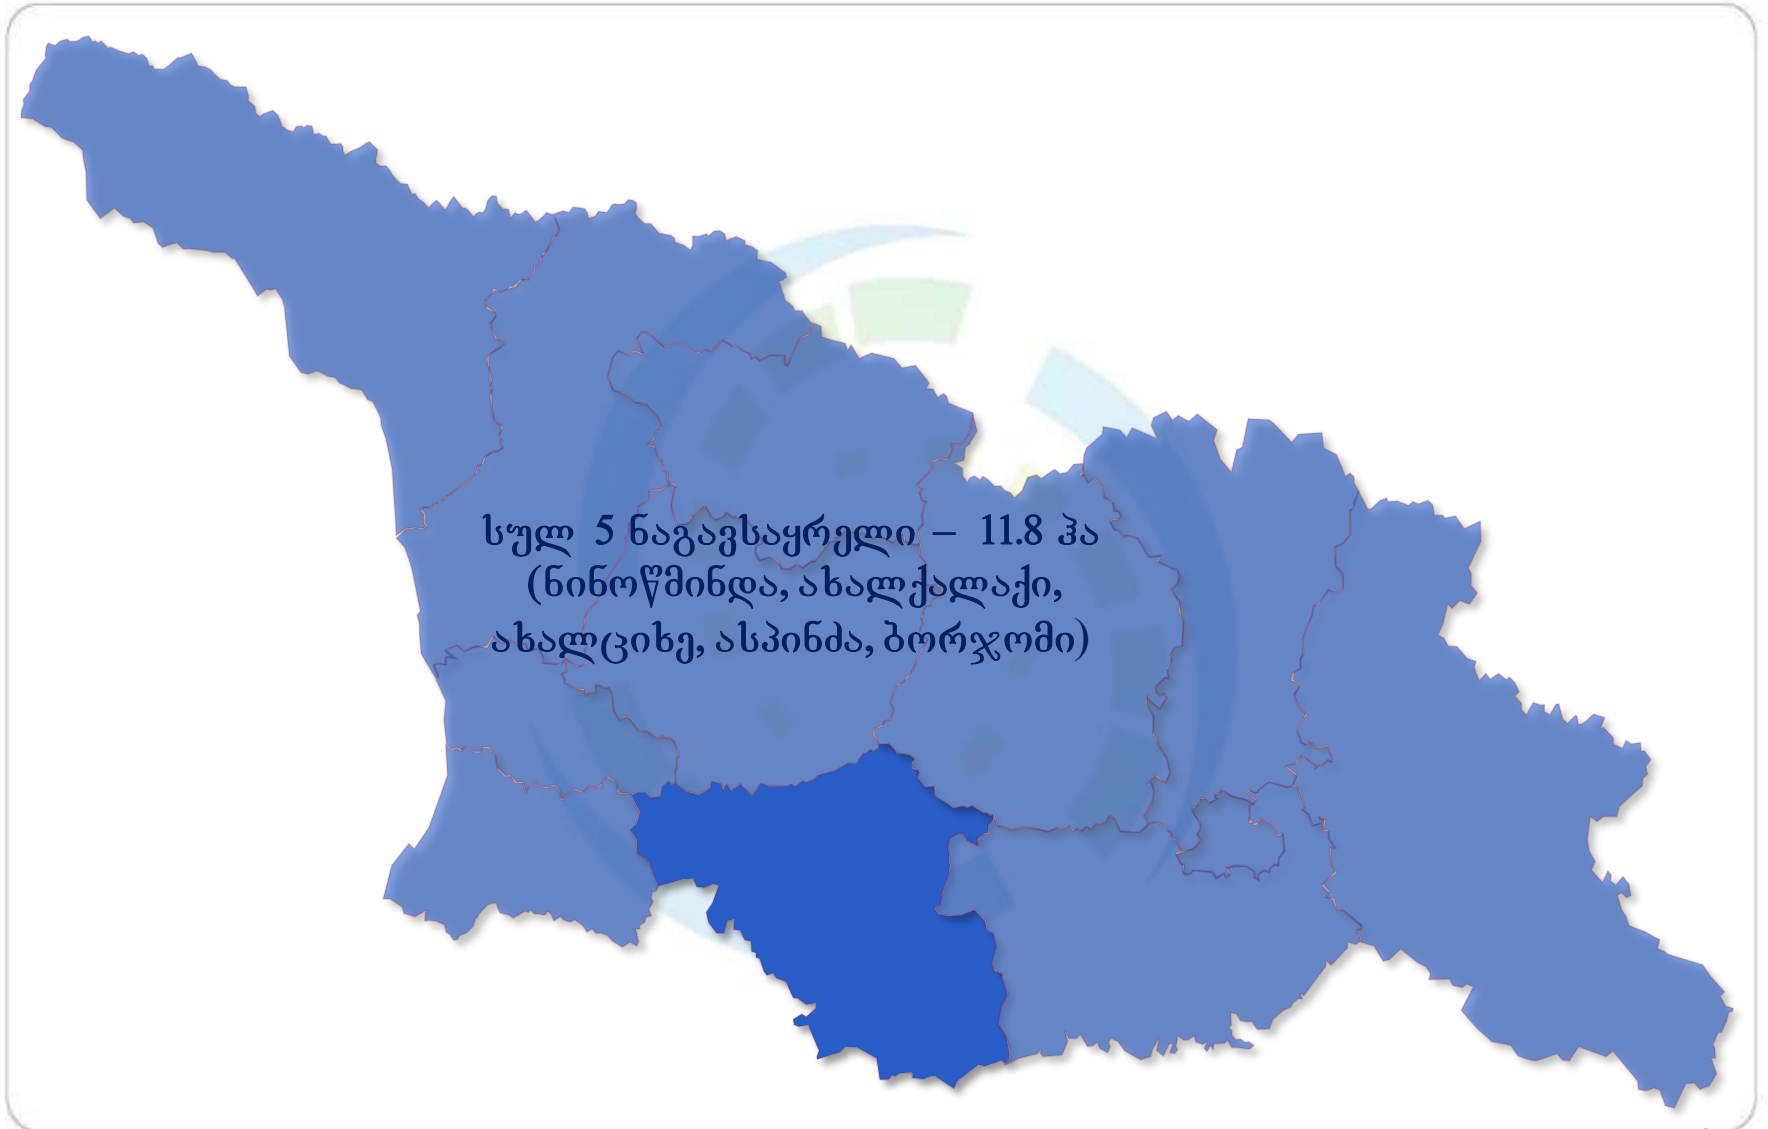 სულ 5 ნაგავსაყრელი – 11.8 ჰა
(ნინოწმინდა, ახალქალაქი,
ახალციხე, ასპინძა, ბორჯომი)